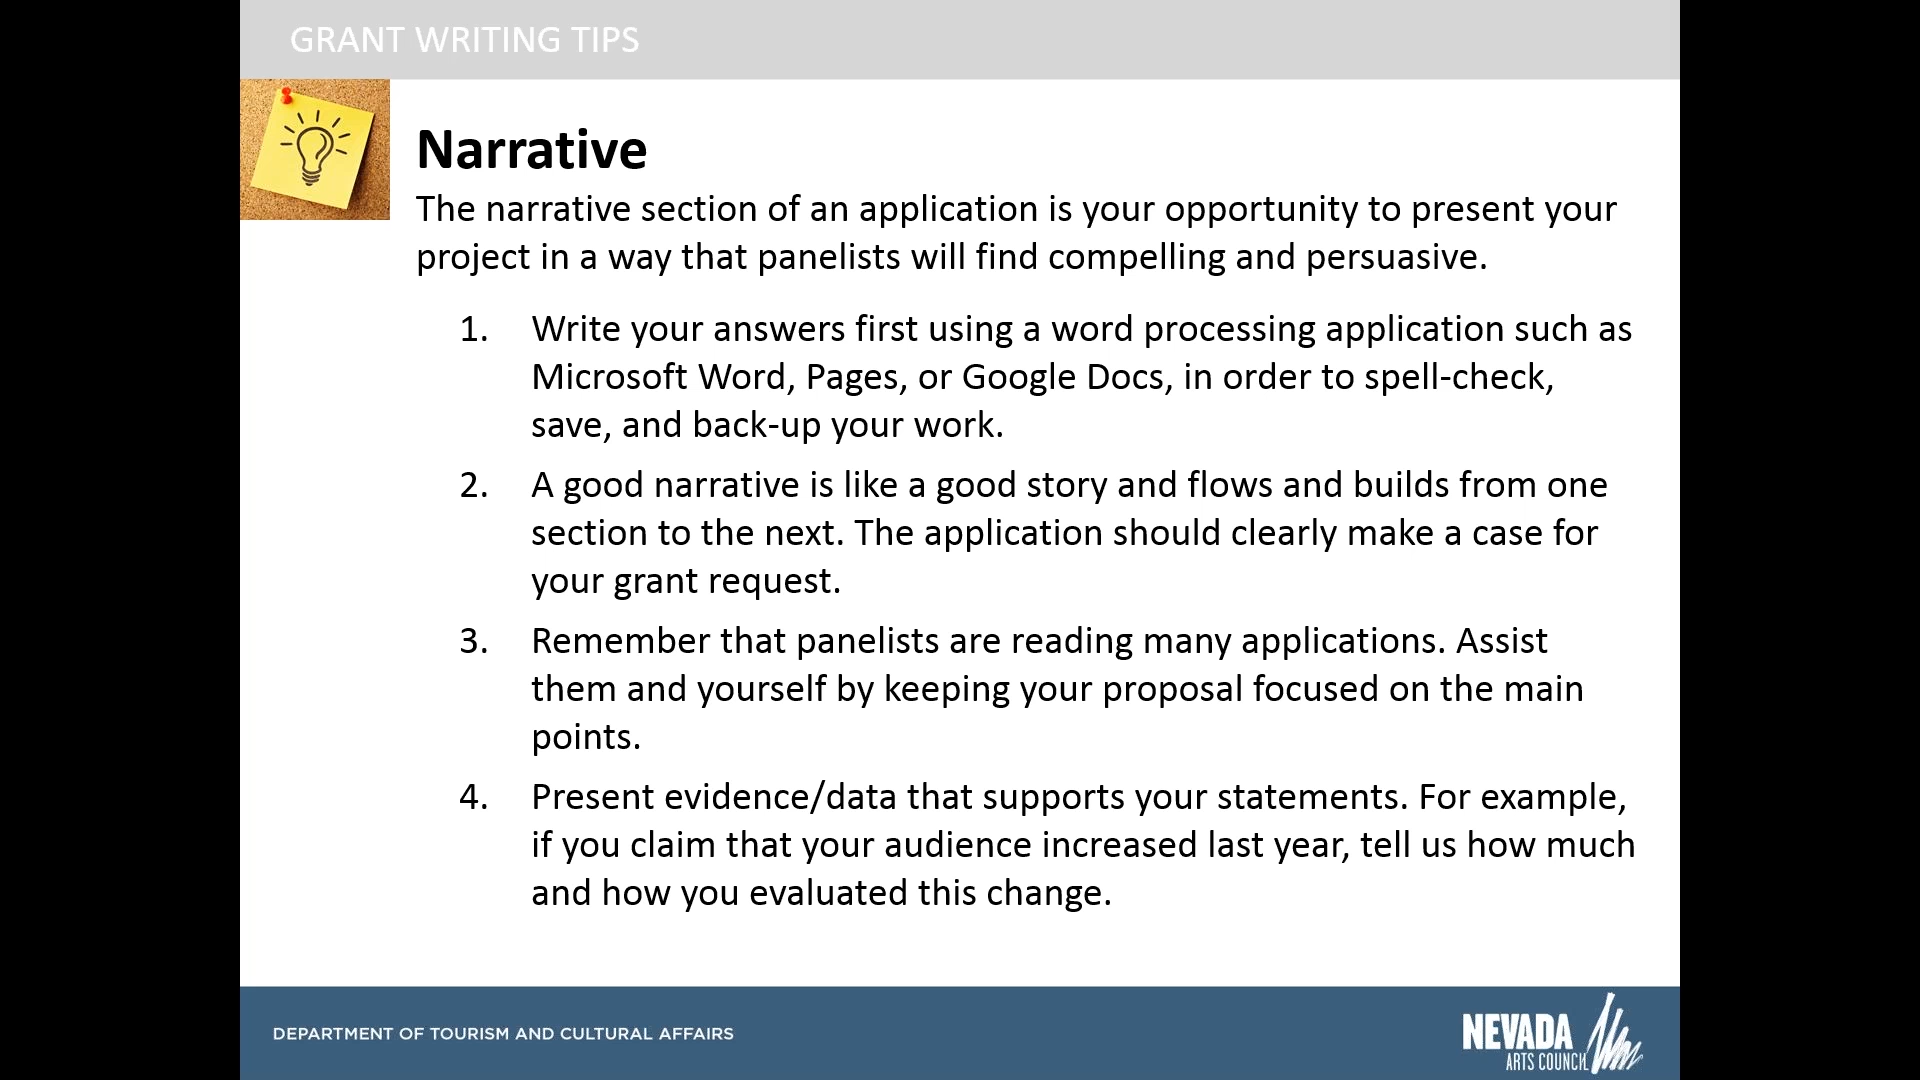 GRANT WRITING TIPS
Narrative
The narrative section of an application is your opportunity to present your
project in a way that panelists will find compelling and persuasive.
1. Write your answers first using a word processing application such as
Microsoft Word, Pages, or Google Docs, in order to spell-check,
save, and back-up your work.
2. A good narrative is like a good story and flows and builds from one
section to the next. The application should clearly make a case for
your grant request.
3. Remember that panelists are reading many applications. Assist
them and yourself by keeping your proposal focused on the main
points.
4. Present evidence/data that supports your statements. For example,
if you claim that your audience increased last year, tell us how much
and how you evaluated this change.
DEPARTMENT OF TOURISM AND CULTURAL AFFAIRS
NEVADA
ARTS COUNCIL